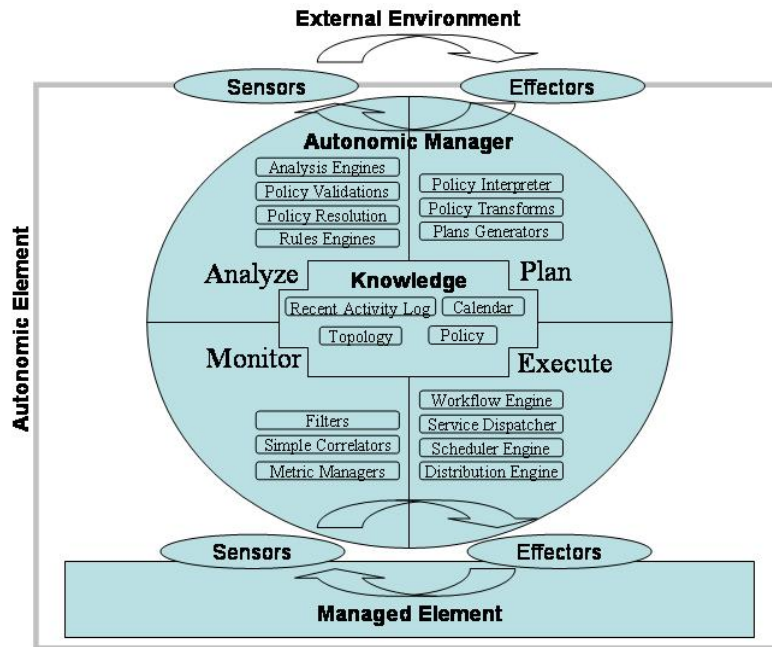 External Environment
Sensors
Effectors
Autonomic Manager
Analysis Engines
Policy Validations
Policy Resolution
Rules Engines
Policy Interpreter
Policy Transforms
Plans Generators
Analyze
Plan
Knowledge
Recent Activity Log
Calendar
Topology
Policy
Monitor
Execute
Filters
Simple Correlators
Metric Managers
Workflow Engine
Service Dispatcher
Scheduler Engine
Distribution Engine
Sensors
Effectors
Managed Element
Autonomic Element